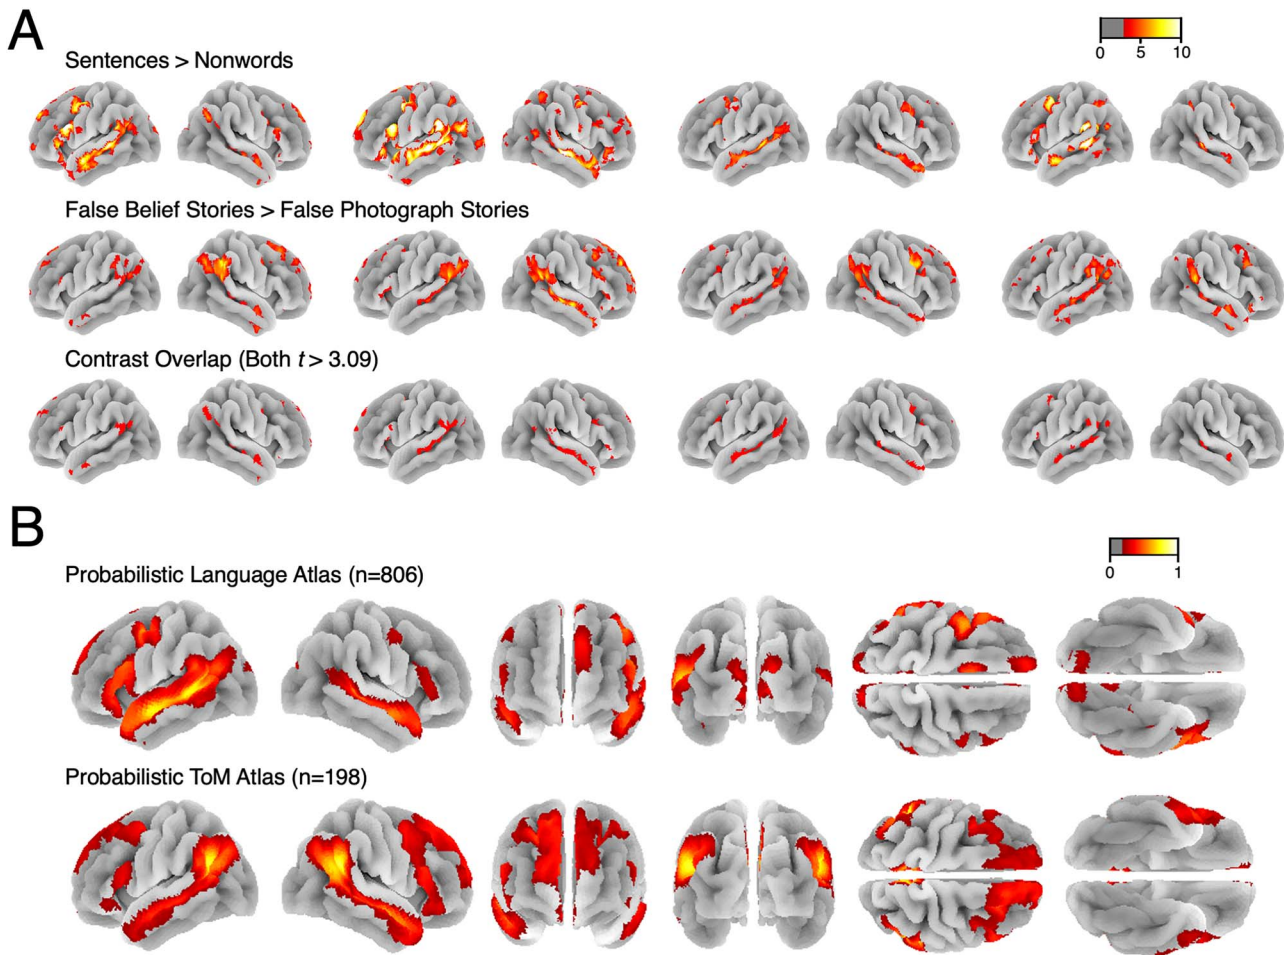 A
Sentences > Nonwords
0 5 10
False Belief Stories > False Photograph Stories
Contrast Overlap (Both t > 3.09)
B
Probabilistic Language Atlas (n=806)
0 1
Probabilistic ToM Atlas (n=198)